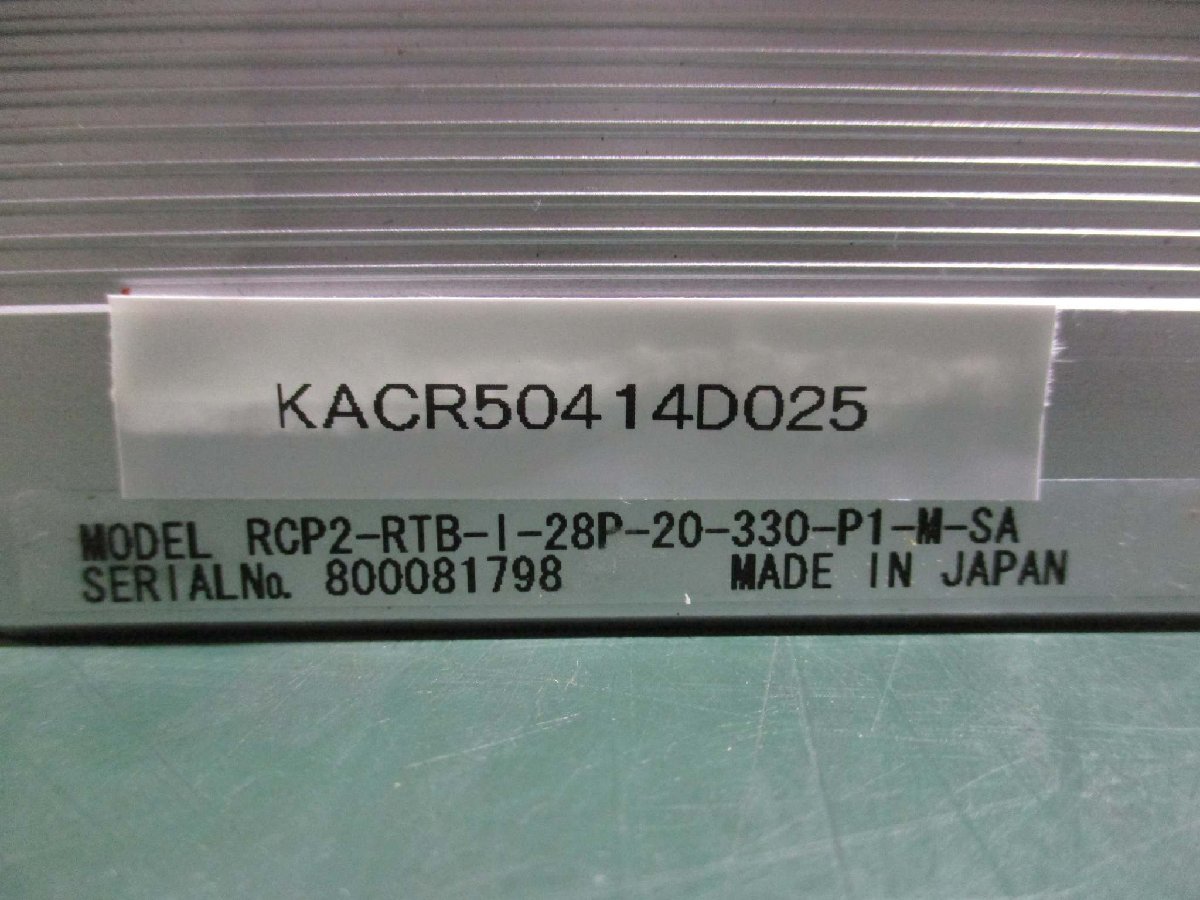 KACR50414D025
MODEL RCP2-RTB-I-28P-20-330-P1-M-SA
SERIALNo. 800081798 MADE IN JAPAN